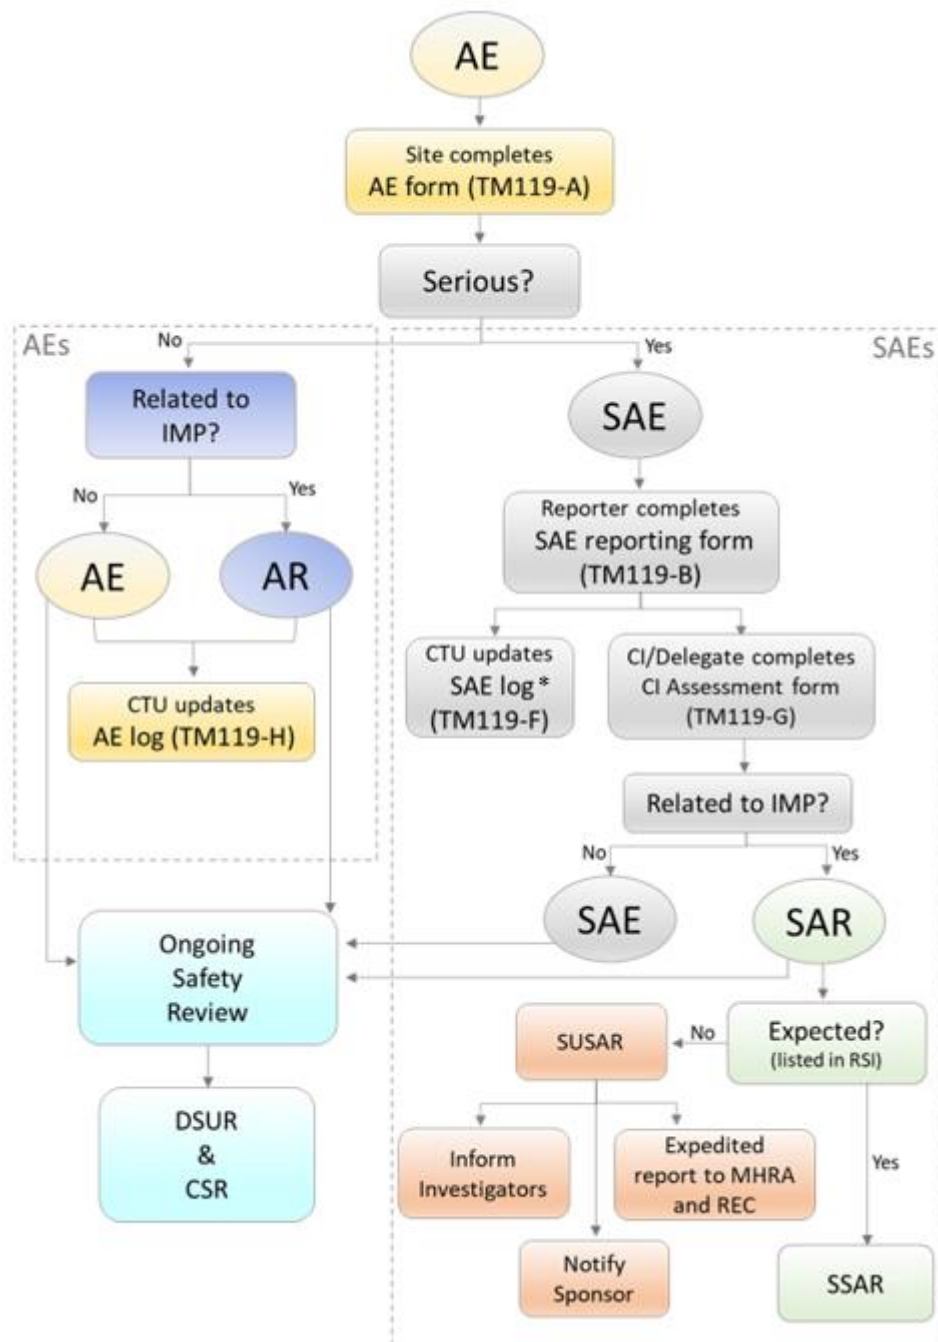 AE
Site completes
AE form (TM119-A)
Serious?
AEs
No
Yes
SAEs
Related to
IMP?
SAE
No
Yes
Reporter completes
SAE reporting form
(TM119-B)
AE
AR
CTU updates
SAE log*
(TM119-F)
CI/Delegate completes
CI Assessment form
(TM119-G)
CTU updates
AE log (TM119-H)
Related to IMP?
No
Yes
SAE
SAR
Ongoing
Safety
Review
SUSAR
No
Expected?
(listed in RSI)
DSUR
&
CSR
Inform
Investigators
Expedited
report to MHRA
and REC
Yes
Notify
Sponsor
SSAR